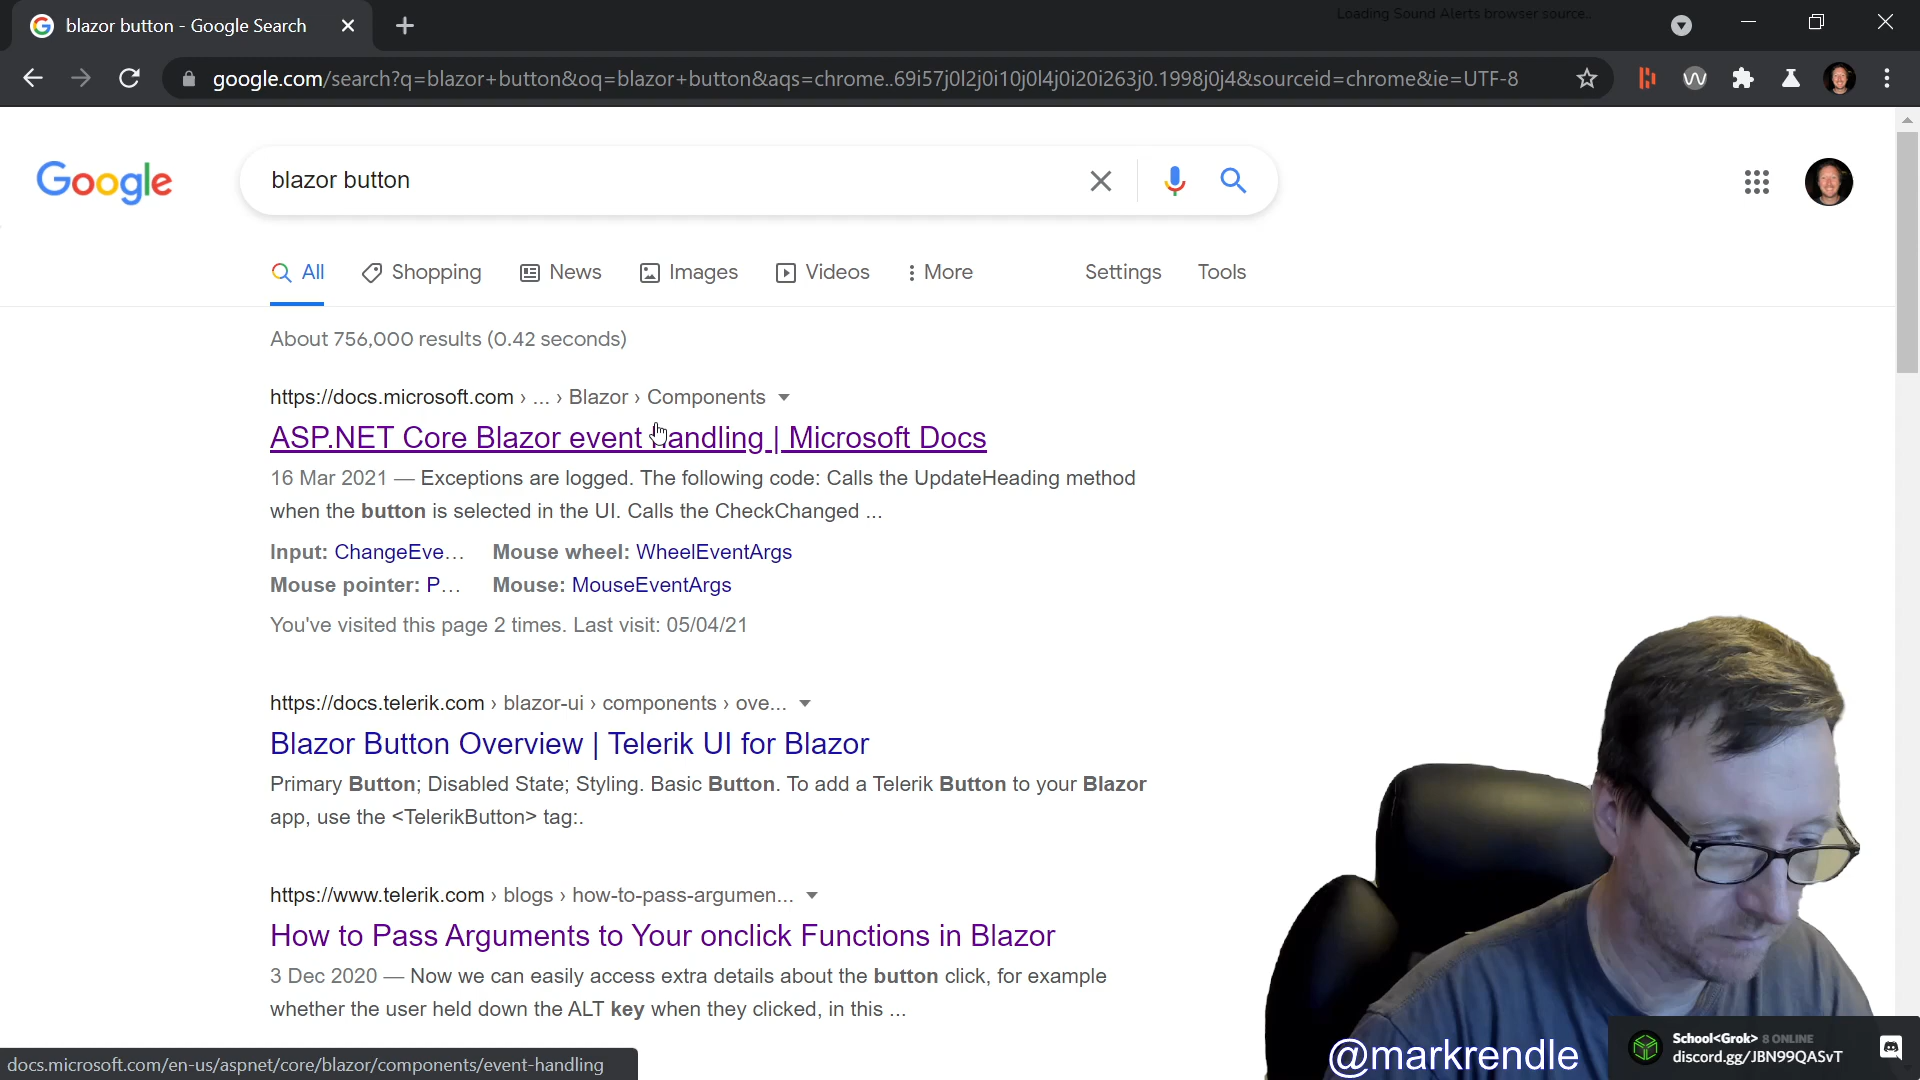 blazor button - Google Search
Loading Sound Alerts browser source...
google.com/search?q=blazor+button&oq=blazor+button&aqs=chrome..69i57j0l2j0i10j0l4j0i20i263j0.1998j0j4&sourceid=chrome&ie=UTF-8
Google
blazor button
All Shopping News Images Videos More Settings Tools
About 756,000 results (0.42 seconds)
https://docs.microsoft.com › ... › Blazor › Components
ASP.NET Core Blazor event handling | Microsoft Docs
16 Mar 2021 — Exceptions are logged. The following code: Calls the UpdateHeading method
when the button is selected in the UI. Calls the CheckChanged ...
Input: ChangeEve... Mouse wheel: WheelEventArgs
Mouse pointer: P... Mouse: MouseEventArgs
You've visited this page 2 times. Last visit: 05/04/21
https://docs.telerik.com › blazor-ui › components › ove...
Blazor Button Overview | Telerik UI for Blazor
Primary Button; Disabled State; Styling. Basic Button. To add a Telerik Button to your Blazor
app, use the <TelerikButton> tag:.
https://www.telerik.com › blogs › how-to-pass-argumen...
How to Pass Arguments to Your onclick Functions in Blazor
3 Dec 2020 — Now we can easily access extra details about the button click, for example
whether the user held down the ALT key when they clicked, in this ...
docs.microsoft.com/en-us/aspnet/core/blazor/components/event-handling
@markrendle
School<Grok> 8 ONLINE
discord.gg/JBN99QASvT